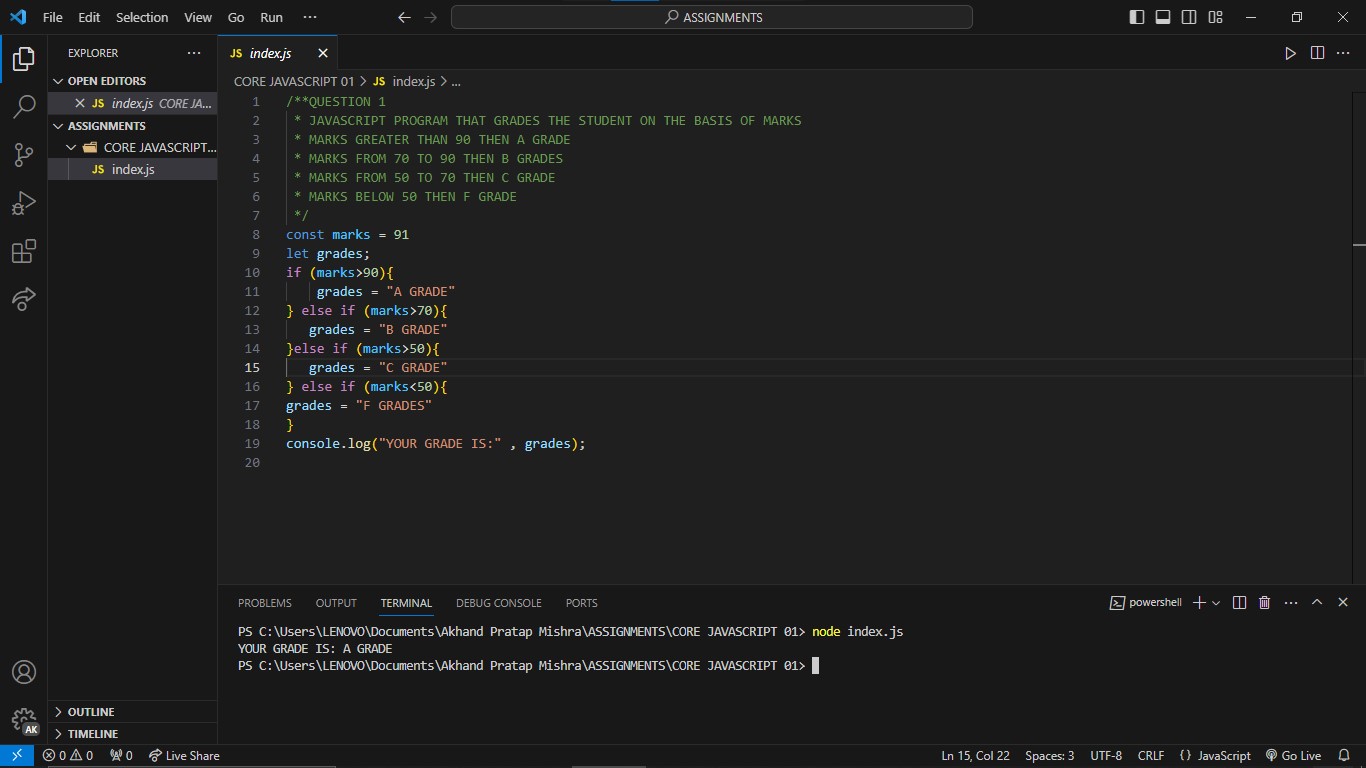 File Edit Selection View Go Run ··· ASSIGNMENTS
EXPLORER ···
OPEN EDITORS
JS index.js CORE JA...
ASSIGNMENTS
CORE JAVASCRIPT...
JS index.js
OUTLINE
TIMELINE
JS index.js
CORE JAVASCRIPT 01 > JS index.js > ...
1 /**QUESTION 1
2 * JAVASCRIPT PROGRAM THAT GRADES THE STUDENT ON THE BASIS OF MARKS
3 * MARKS GREATER THAN 90 THEN A GRADE
4 * MARKS FROM 70 TO 90 THEN B GRADES
5 * MARKS FROM 50 TO 70 THEN C GRADE
6 * MARKS BELOW 50 THEN F GRADE
7 */
8 const marks = 91
9 let grades;
10 if (marks>90){
11 grades = "A GRADE"
12 } else if (marks>70){
13 grades = "B GRADE"
14 }else if (marks>50){
15 grades = "C GRADE"
16 } else if (marks<50){
17 grades = "F GRADES"
18 }
19 console.log("YOUR GRADE IS:" , grades);
20
PROBLEMS OUTPUT TERMINAL DEBUG CONSOLE PORTS powershell
PS C:\Users\LENOVO\Documents\Akhand Pratap Mishra\ASSIGNMENTS\CORE JAVASCRIPT 01> node index.js
YOUR GRADE IS: A GRADE
PS C:\Users\LENOVO\Documents\Akhand Pratap Mishra\ASSIGNMENTS\CORE JAVASCRIPT 01>
AK
0 0 0 Live Share Ln 15, Col 22 Spaces: 3 UTF-8 CRLF {} JavaScript Go Live